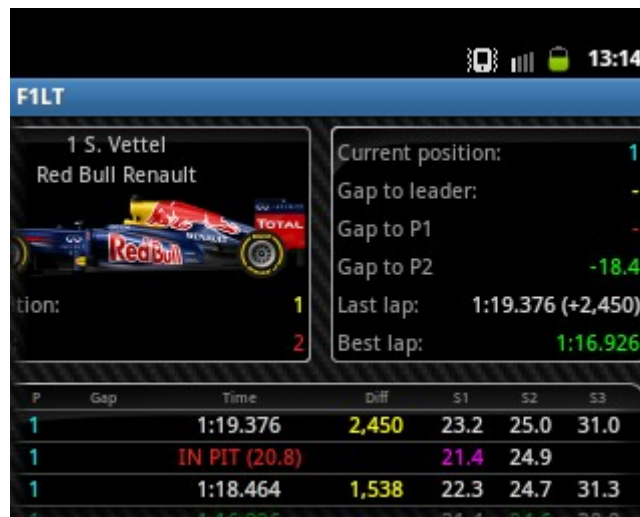 13:14
F1LT
1 S. Vettel
Red Bull Renault
TOTAL
Red Bull
RENAULT
tion: 1
2
Current position: 1
Gap to leader: -
Gap to P1 -
Gap to P2 -18.4
Last lap: 1:19.376 (+2,450)
Best lap: 1:16.926
P Gap Time Diff S1 S2 S3
1 1:19.376 2,450 23.2 25.0 31.0
1 IN PIT (20.8) 21.4 24.9
1 1:18.464 1,538 22.3 24.7 31.3